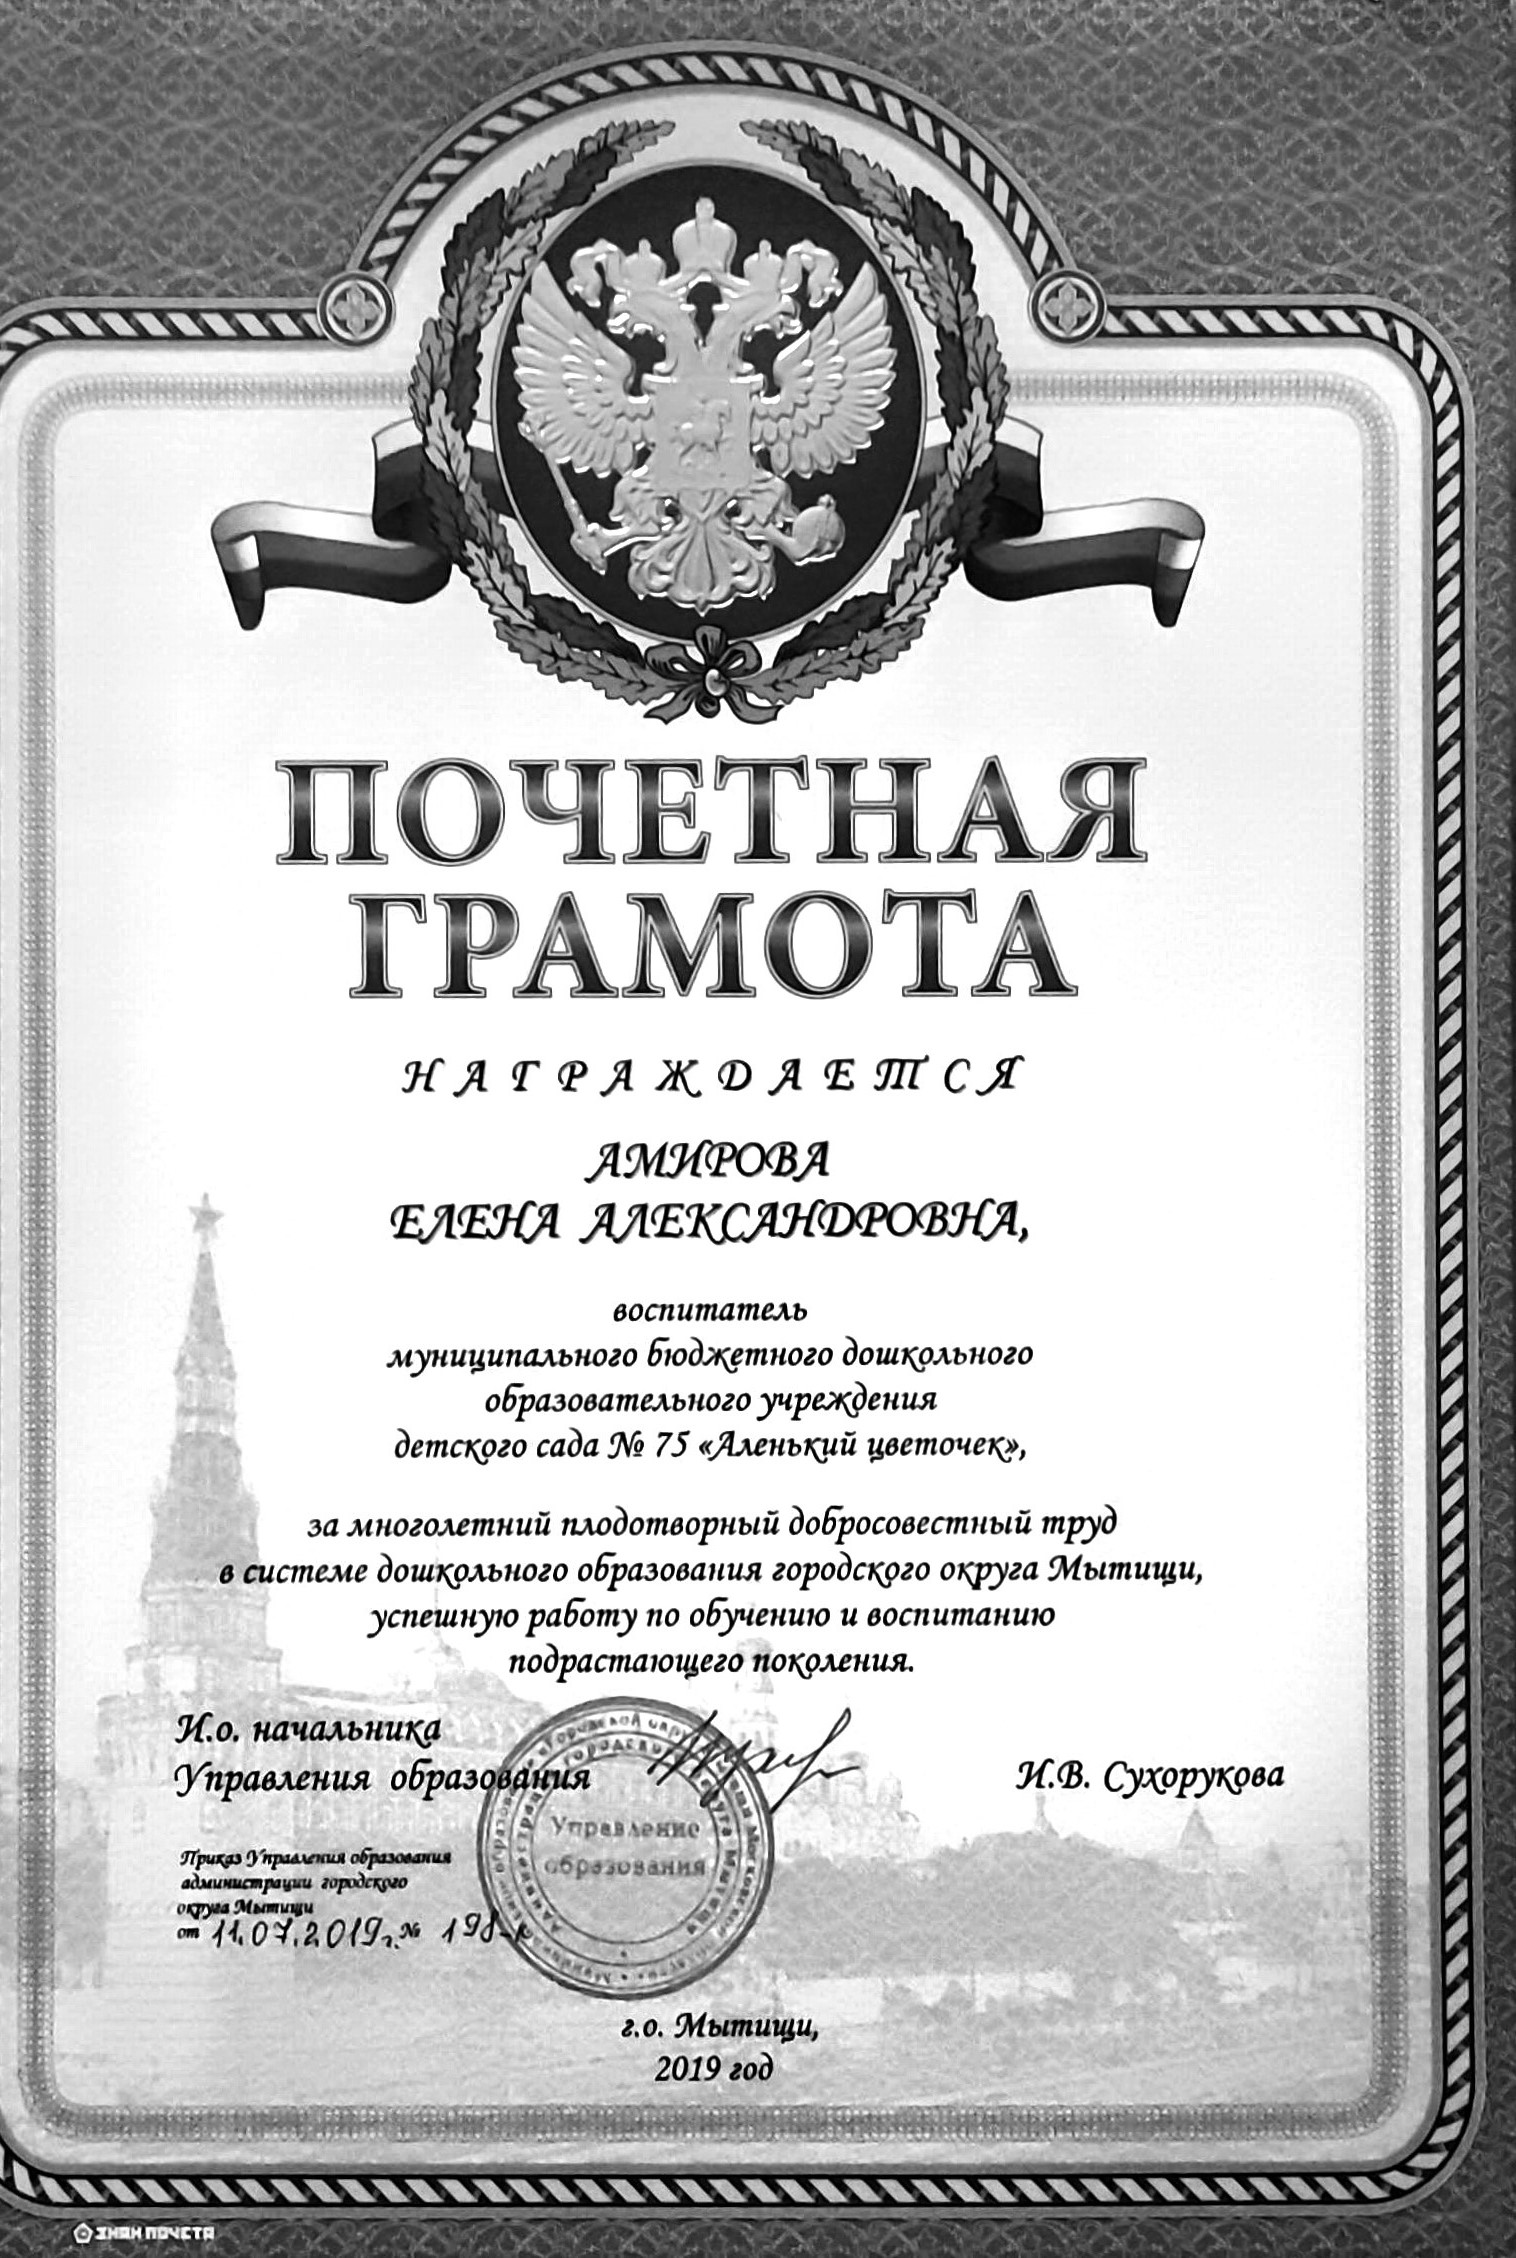 ПОЧЕТНАЯ
ГРАМОТА
НАГРАЖДАЕТСЯ
АМИРОВА
ЕЛЕНА АЛЕКСАНДРОВНА,
воспитатель
муниципального бюджетного дошкольного
образовательного учреждения
детского сада № 75 «Аленький цветочек»,
за многолетний плодотворный добросовестный труд
в системе дошкольного образования городского округа Мытищи,
успешную работу по обучению и воспитанию
подрастающего поколения.
И.о. начальника
Управления образования
И.В. Сухорукова
Управление
образования
Приказ Управления образования
администрации городского
округа Мытищи
от 11.07.2019г. № 198-к
г.о. Мытищи,
2019 год
ЗНАК ПОЧЕТА